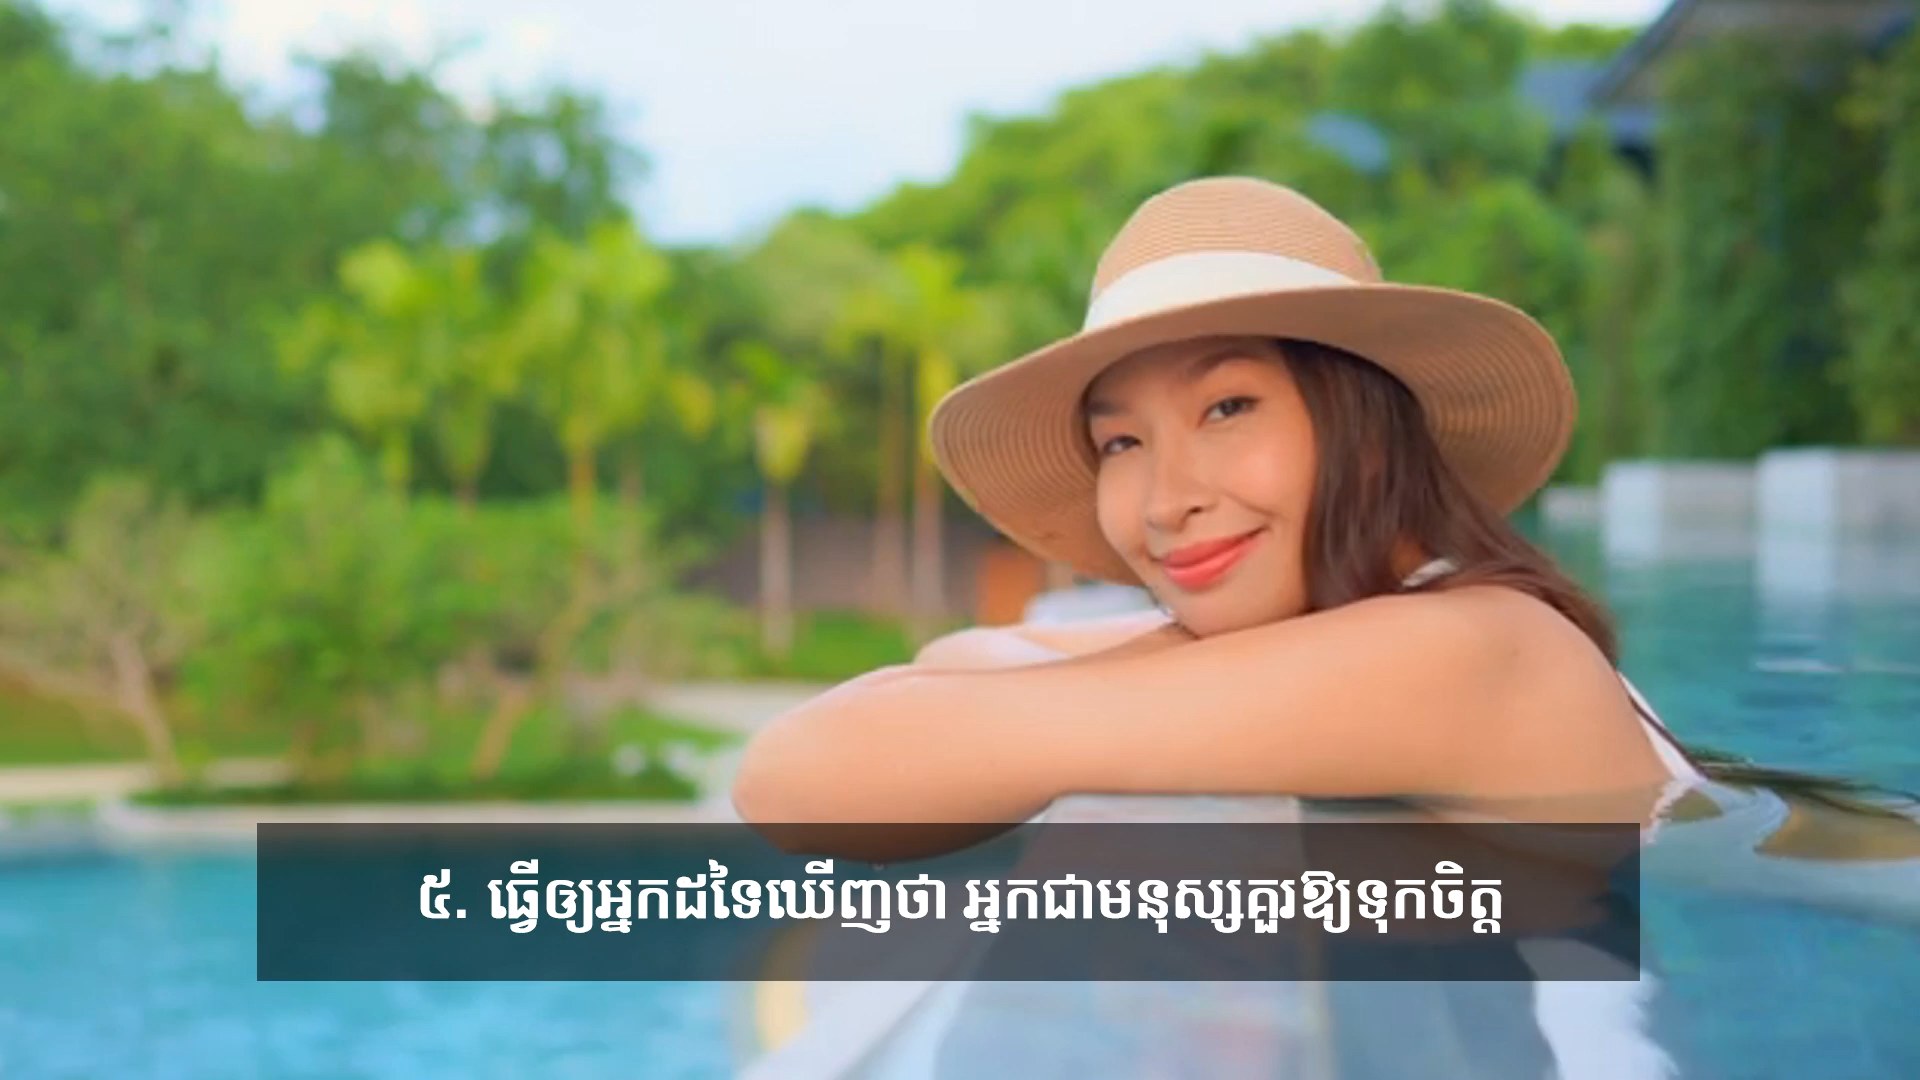 ៥. ធ្វើឲ្យអ្នកដទៃឃើញថា អ្នកជាមនុស្សគួរឱ្យទុកចិត្ត